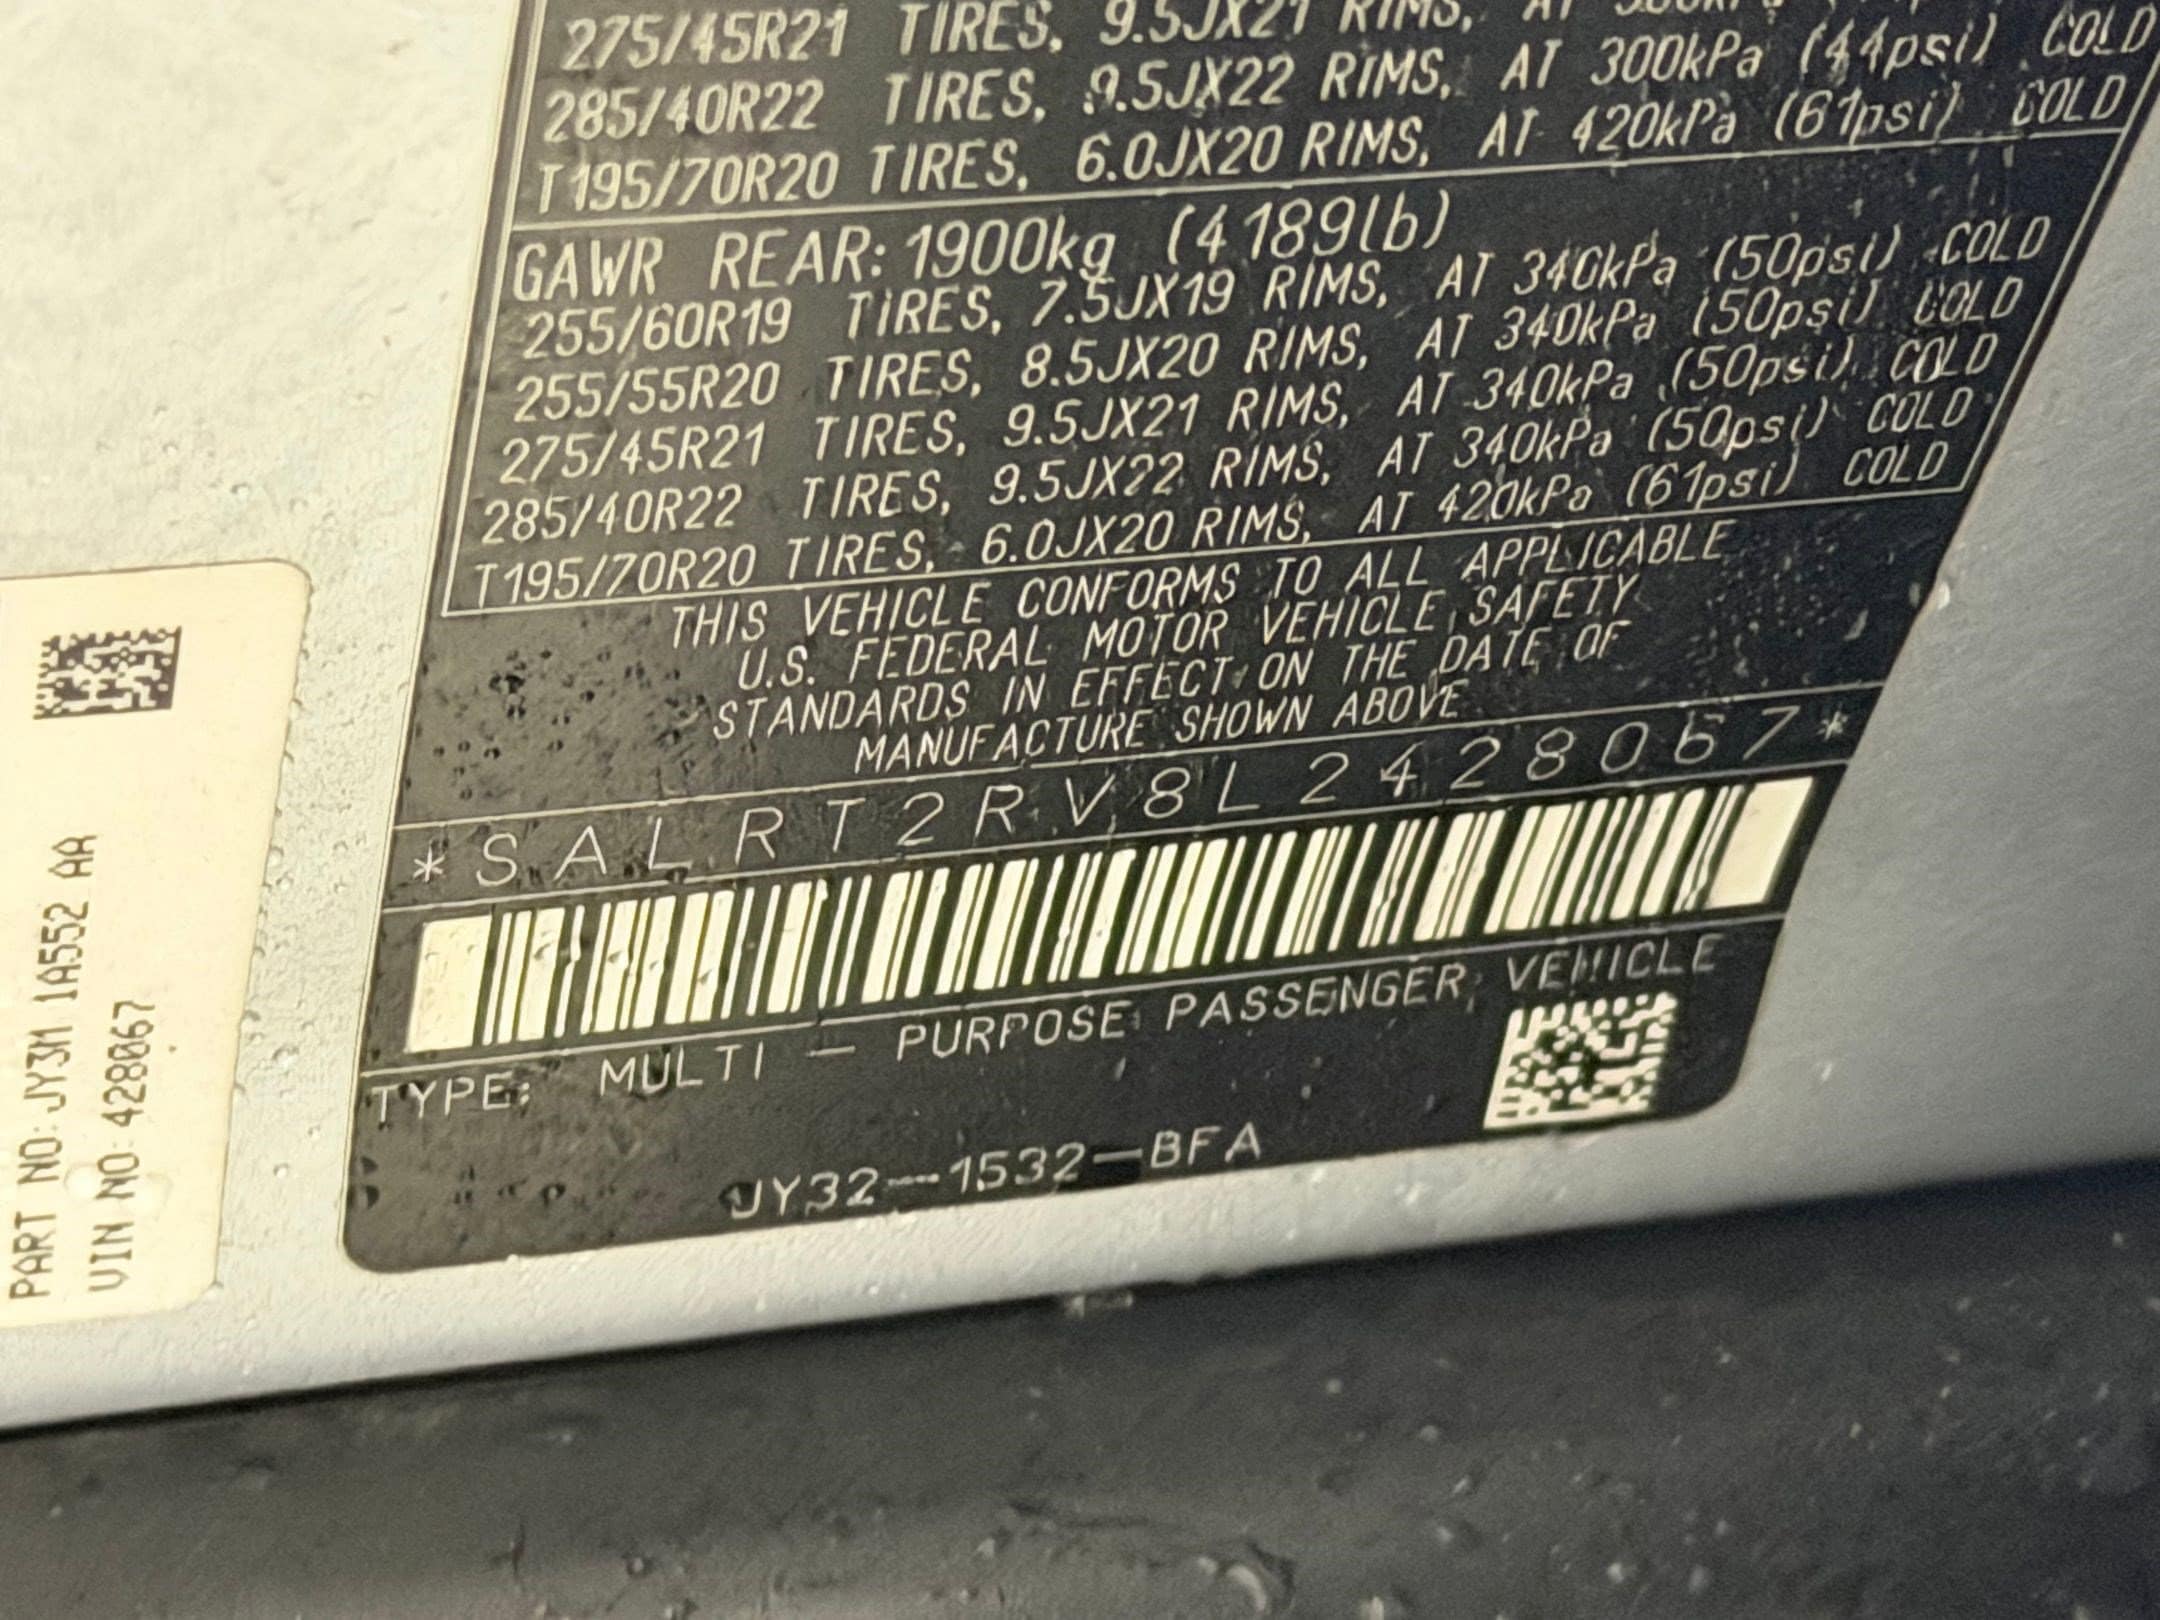 275/45R21 TIRES, 9.5JX21 RIMS, AT
285/40R22 TIRES, 9.5JX22 RIMS, AT 300kPa (44psi) COLD
T195/70R20 TIRES, 6.0JX20 RIMS, AT 420kPa (61psi) COLD
GAWR REAR: 1900kg (4189lb)
255/60R19 TIRES, 7.5JX19 RIMS, AT 340kPa (50psi) COLD
255/55R20 TIRES, 8.5JX20 RIMS, AT 340kPa (50psi) COLD
275/45R21 TIRES, 9.5JX21 RIMS, AT 340kPa (50psi) COLD
285/40R22 TIRES, 9.5JX22 RIMS, AT 340kPa (50psi) COLD
T195/70R20 TIRES, 6.0JX20 RIMS, AT 420kPa (61psi) COLD
THIS VEHICLE CONFORMS TO ALL APPLICABLE
U.S. FEDERAL MOTOR VEHICLE SAFETY
STANDARDS IN EFFECT ON THE DATE OF
MANUFACTURE SHOWN ABOVE
*SALRT2RV8L2428067*
TYPE: MULTI - PURPOSE PASSENGER VEHICLE
JY32-1532-BFA
PART NO: JY3M 1A552 AA
VIN NO: 428067